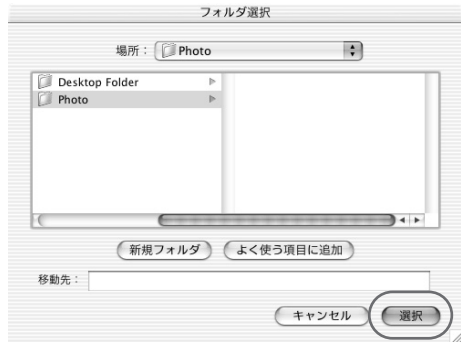 フォルダ選択
場所： Photo
Desktop Folder
Photo
新規フォルダ よく使う項目に追加
移動先：
キャンセル 選択